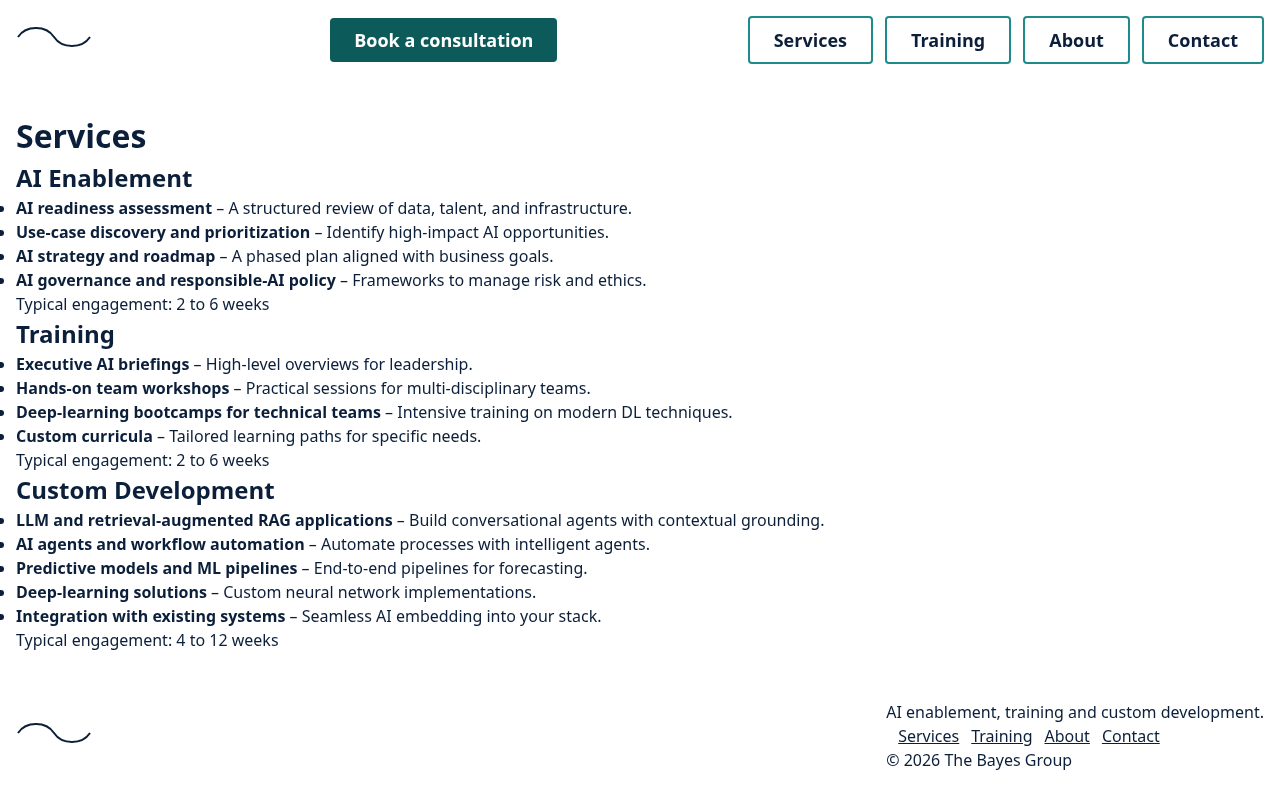 Book a consultation
Services
Training
About
Contact
Services
AI Enablement
AI readiness assessment – A structured review of data, talent, and infrastructure.
Use-case discovery and prioritization – Identify high-impact AI opportunities.
AI strategy and roadmap – A phased plan aligned with business goals.
AI governance and responsible-AI policy – Frameworks to manage risk and ethics.
Typical engagement: 2 to 6 weeks
Training
Executive AI briefings – High-level overviews for leadership.
Hands-on team workshops – Practical sessions for multi-disciplinary teams.
Deep-learning bootcamps for technical teams – Intensive training on modern DL techniques.
Custom curricula – Tailored learning paths for specific needs.
Typical engagement: 2 to 6 weeks
Custom Development
LLM and retrieval-augmented RAG applications – Build conversational agents with contextual grounding.
AI agents and workflow automation – Automate processes with intelligent agents.
Predictive models and ML pipelines – End-to-end pipelines for forecasting.
Deep-learning solutions – Custom neural network implementations.
Integration with existing systems – Seamless AI embedding into your stack.
Typical engagement: 4 to 12 weeks
AI enablement, training and custom development.
Services Training About Contact
© 2026 The Bayes Group